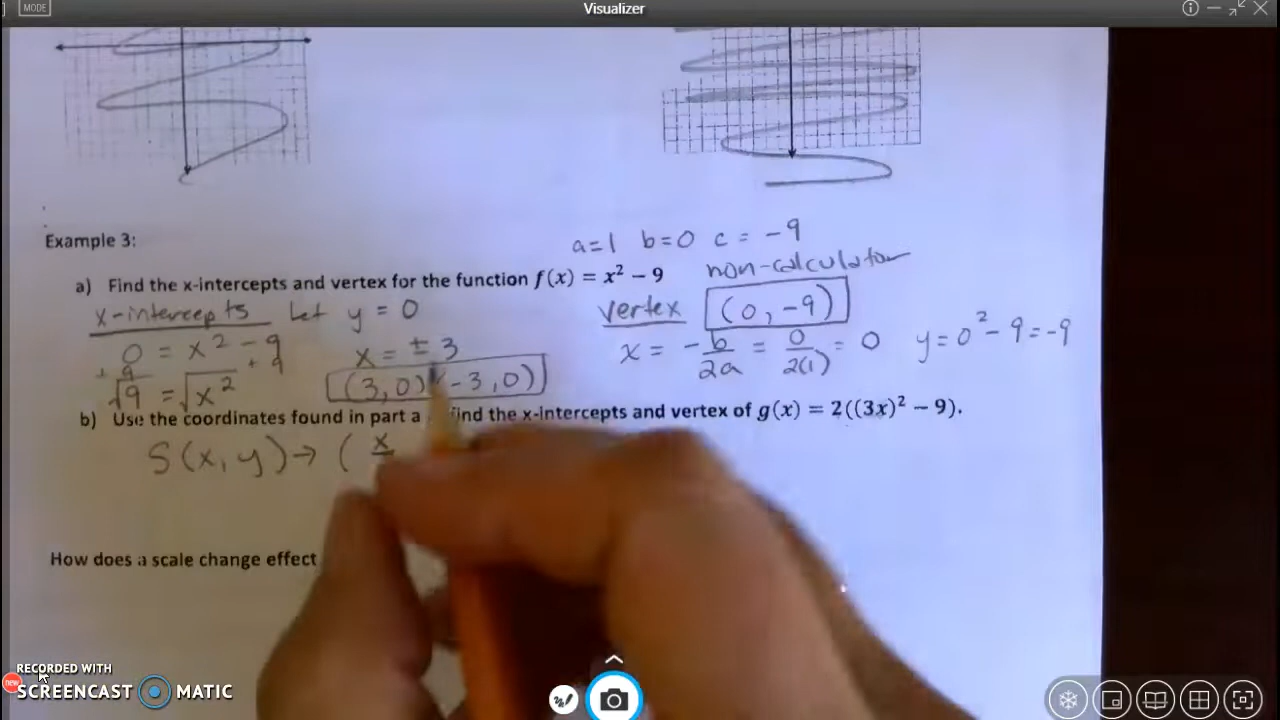 MODE
Visualizer
Example 3:
a=1 b=0 c = -9
a) Find the x-intercepts and vertex for the function f(x) = x² − 9
non-calculator
x-intercepts Let y = 0
vertex (0, -9)
0 = x² - 9
+9 +9
√9 = √x²
x = ± 3
(3,0) (-3,0)
x = -b/2a = 0/2(1) = 0 y = 0² - 9 = -9
b) Use the coordinates found in part a find the x-intercepts and vertex of g(x) = 2((3x)² − 9).
S(x, y) → ( x
How does a scale change effect
RECORDED WITH
SCREENCAST MATIC